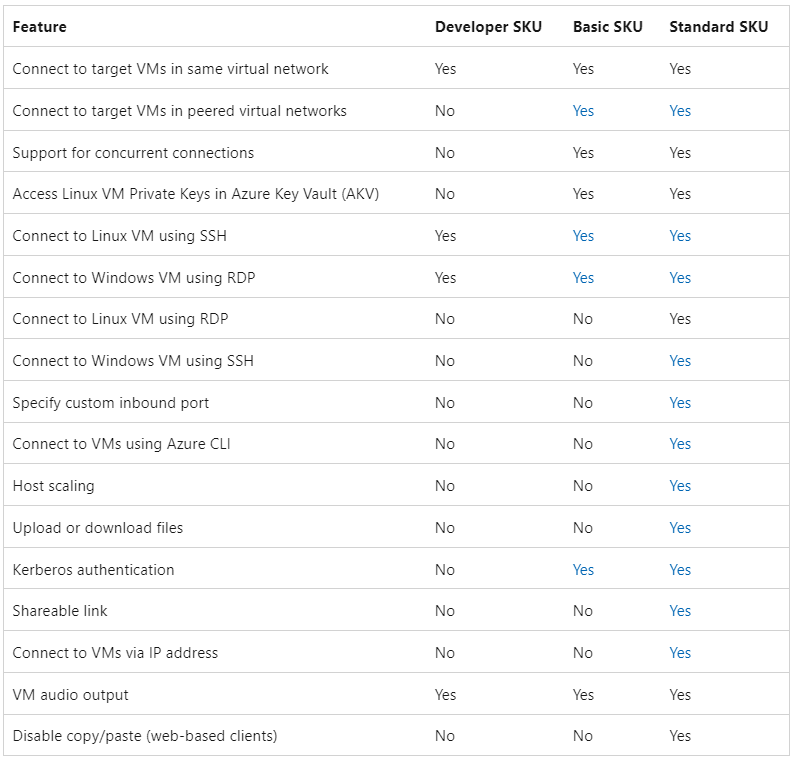 Feature Developer SKU Basic SKU Standard SKU
Connect to target VMs in same virtual network Yes Yes Yes
Connect to target VMs in peered virtual networks No Yes Yes
Support for concurrent connections No Yes Yes
Access Linux VM Private Keys in Azure Key Vault (AKV) No Yes Yes
Connect to Linux VM using SSH Yes Yes Yes
Connect to Windows VM using RDP Yes Yes Yes
Connect to Linux VM using RDP No No Yes
Connect to Windows VM using SSH No No Yes
Specify custom inbound port No No Yes
Connect to VMs using Azure CLI No No Yes
Host scaling No No Yes
Upload or download files No No Yes
Kerberos authentication No Yes Yes
Shareable link No No Yes
Connect to VMs via IP address No No Yes
VM audio output Yes Yes Yes
Disable copy/paste (web-based clients) No No Yes